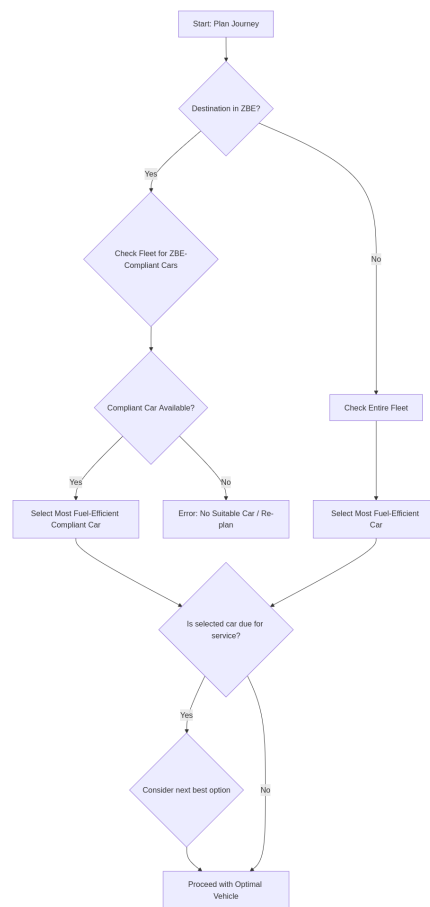 Start: Plan Journey
Destination in ZBE?
Yes
Check Fleet for ZBE-
Compliant Cars
No
Compliant Car Available?
Check Entire Fleet
Yes
No
Select Most Fuel-Efficient
Compliant Car
Error: No Suitable Car / Re-
plan
Select Most Fuel-Efficient
Car
Is selected car due for
service?
Yes
Consider next best option
No
Proceed with Optimal
Vehicle